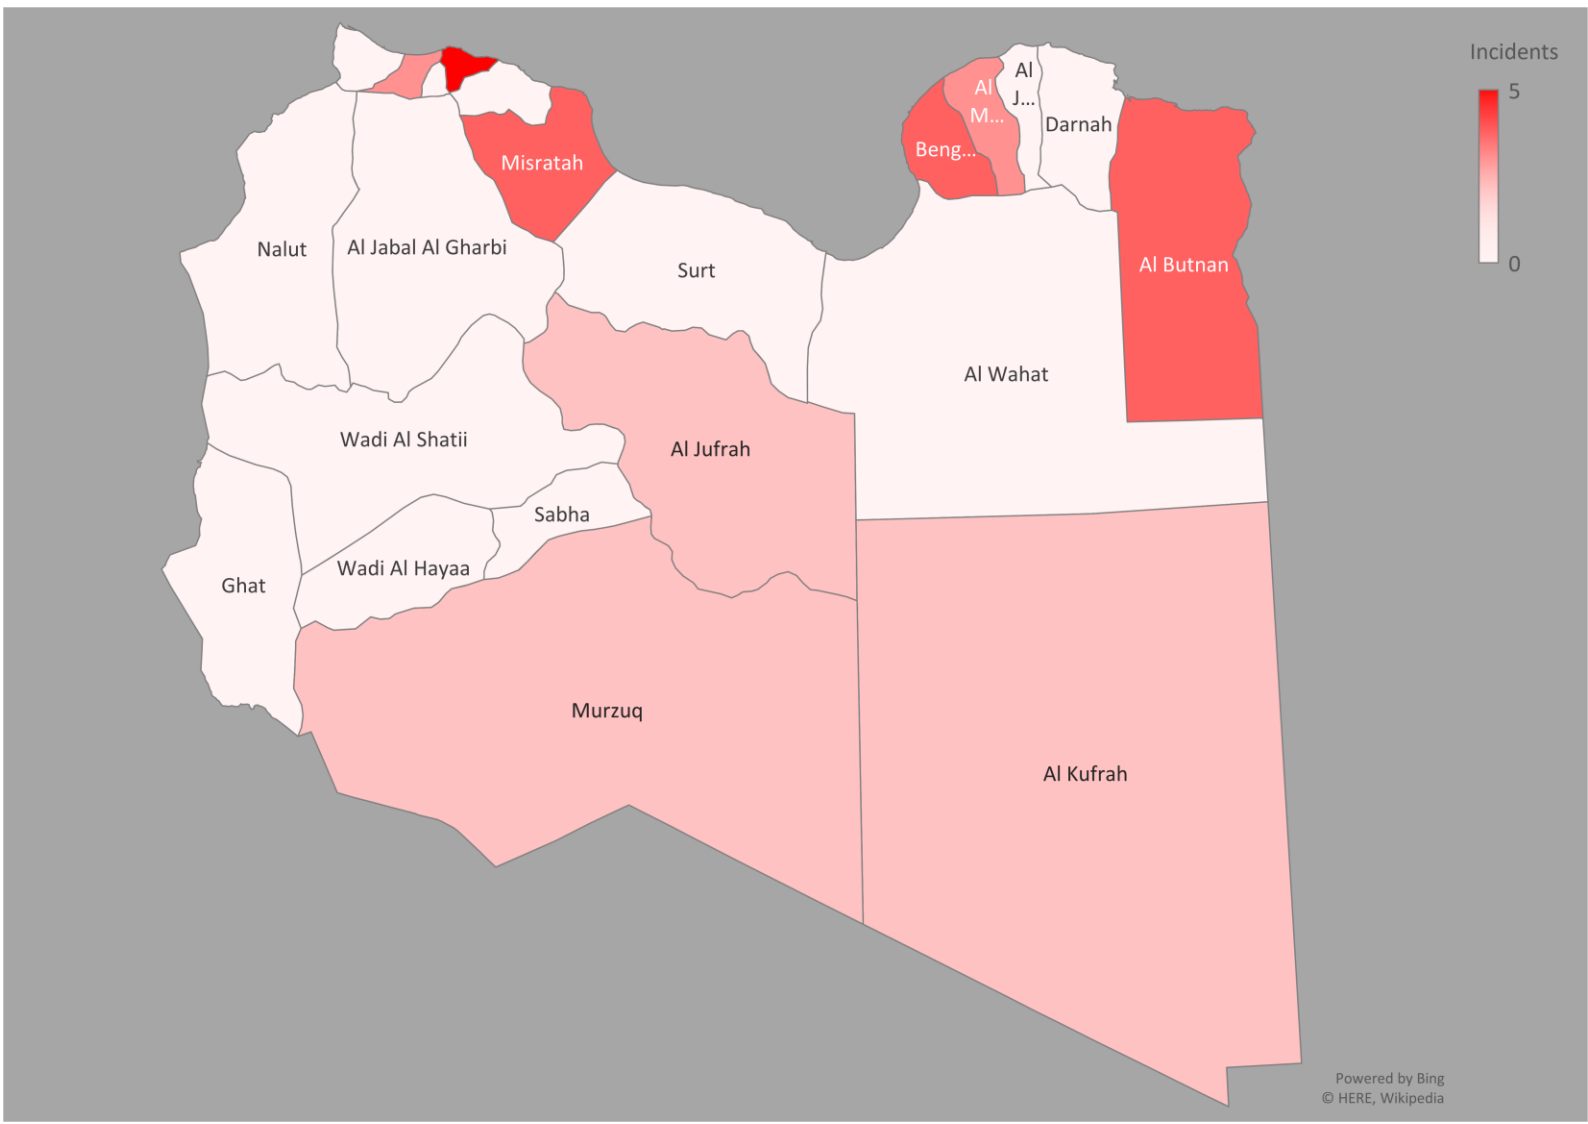 Incidents
5
0
Al
J...
Al
M...
Darnah
Beng...
Misratah
Nalut
Al Jabal Al Gharbi
Surt
Al Butnan
Al Wahat
Wadi Al Shatii
Al Jufrah
Sabha
Wadi Al Hayaa
Ghat
Murzuq
Al Kufrah
Powered by Bing
© HERE, Wikipedia